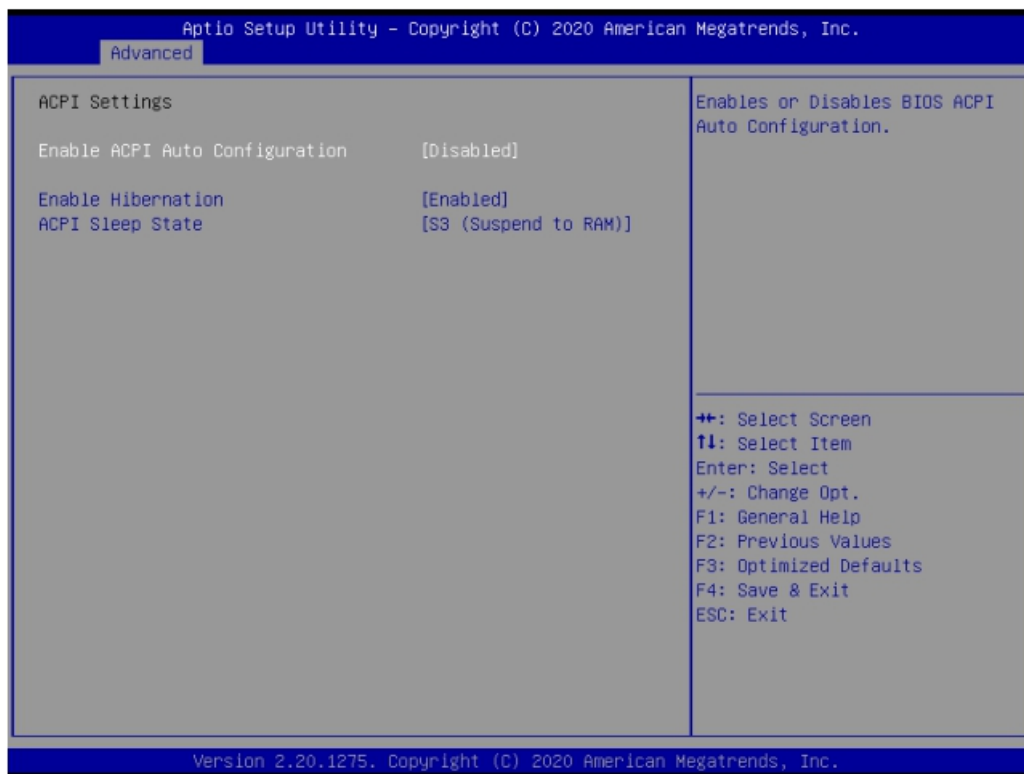 Aptio Setup Utility – Copyright (C) 2020 American Megatrends, Inc.
Advanced
ACPI Settings
Enable ACPI Auto Configuration [Disabled]
Enable Hibernation [Enabled]
ACPI Sleep State [S3 (Suspend to RAM)]
Enables or Disables BIOS ACPI
Auto Configuration.
→←: Select Screen
↑↓: Select Item
Enter: Select
+/-: Change Opt.
F1: General Help
F2: Previous Values
F3: Optimized Defaults
F4: Save & Exit
ESC: Exit
Version 2.20.1275. Copyright (C) 2020 American Megatrends, Inc.